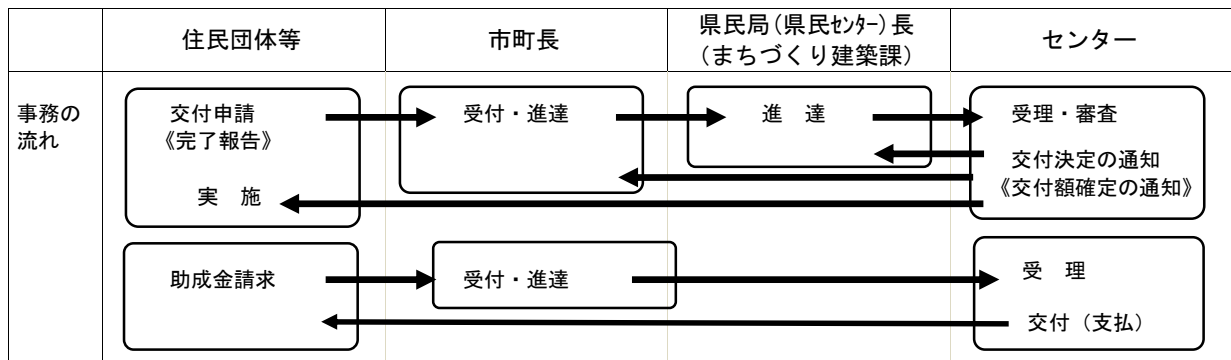 住民団体等
市町長
県民局(県民ｾﾝﾀｰ)長
(まちづくり建築課)
センター
事務の
流れ
交付申請
《完了報告》
実　施
受付・進達
進　達
受理・審査
交付決定の通知
《交付額確定の通知》
助成金請求
受付・進達
受　理
交付（支払）